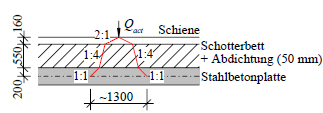 160
550
200
Q act
Schiene
2:1
1:4
1:4
Schotterbett
+ Abdichtung (50 mm)
1:1
1:1
Stahlbetonplatte
~1300